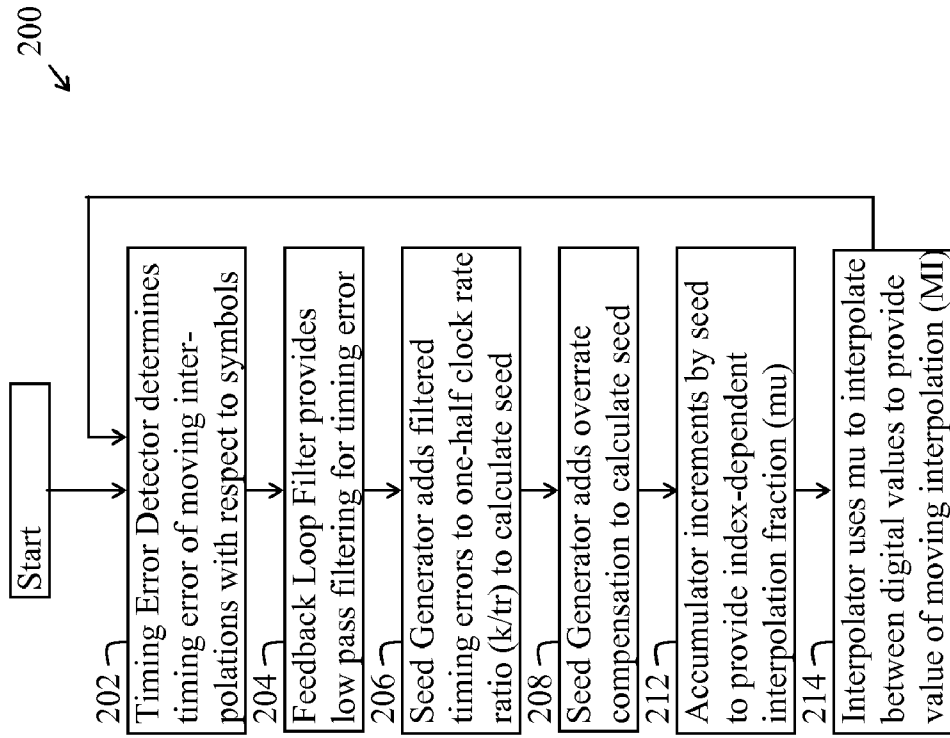 200
Start
202
Timing Error Detector determines
timing error of moving inter-
polations with respect to symbols
204
Feedback Loop Filter provides
low pass filtering for timing error
206
Seed Generator adds filtered
timing errors to one-half clock rate
ratio (k/tr) to calculate seed
208
Seed Generator adds overrate
compensation to calculate seed
212
Accumulator increments by seed
to provide index-dependent
interpolation fraction (mu)
214
Interpolator uses mu to interpolate
between digital values to provide
value of moving interpolation (MI)